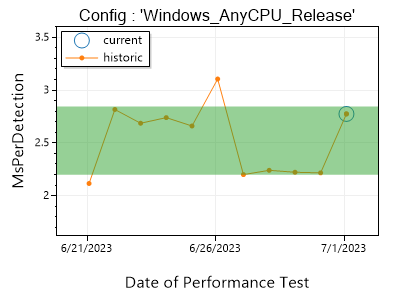 Config : 'Windows_AnyCPU_Release'
current
historic
3.5
3
2.5
2
MsPerDetection
6/21/2023
6/26/2023
7/1/2023
Date of Performance Test